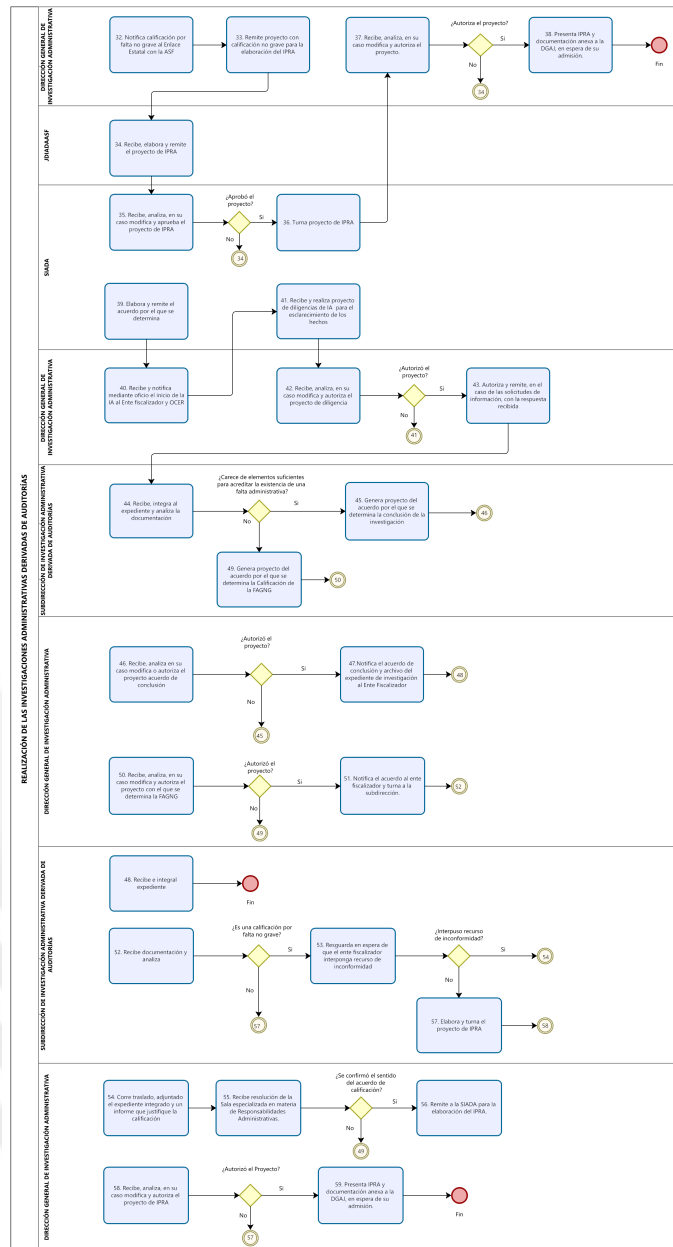 REALIZACIÓN DE LAS INVESTIGACIONES ADMINISTRATIVAS DERIVADAS DE AUDITORÍAS
DIRECCIÓN GENERAL DE
INVESTIGACIÓN ADMINISTRATIVA
32. Notifica calificación por
falta no grave al Enlace
Estatal con la ASF
33. Remite proyecto con
calificación no grave para la
elaboración del IPRA
37. Recibe, analiza, en su
caso modifica y autoriza el
proyecto.
¿Autoriza el proyecto?
Si
No
34
38. Presenta IPRA y
documentación anexa a la
DGAJ, en espera de su
admisión.
Fin
JDIADAASF
34. Recibe, elabora y remite
el proyecto de IPRA
SIADA
35. Recibe, analiza, en su
caso modifica y aprueba el
proyecto de IPRA
¿Aprobó el
proyecto?
Si
No
34
36. Turna proyecto de IPRA
39. Elabora y remite el
acuerdo por el que se
determina
41. Recibe y realiza proyecto
de diligencias de IA para el
esclarecimiento de los
hechos
DIRECCIÓN GENERAL DE
INVESTIGACIÓN ADMINISTRATIVA
40. Recibe y notifica
mediante oficio el inicio de la
IA al Ente fiscalizador y OCER
42. Recibe, analiza, en su
caso modifica y autoriza el
proyecto de diligencia
¿Autorizó el
proyecto?
Si
No
41
43. Autoriza y remite, en el
caso de las solicitudes de
información, con la respuesta
recibida
SUBDIRECCIÓN DE INVESTIGACIÓN ADMINISTRATIVA
DERIVADA DE AUDITORÍAS
44. Recibe, integra al
expediente y analiza la
documentación
¿Carece de elementos suficientes
para acreditar la existencia de una
falta administrativa?
Si
No
45. Genera proyecto del
acuerdo por el que se
determina la conclusión de la
investigación
46
49. Genera proyecto del
acuerdo por el que se
determina la Calificación de
la FAGNG
50
DIRECCIÓN GENERAL DE INVESTIGACIÓN ADMINISTRATIVA
46. Recibe, analiza en su
caso modifica o autoriza el
proyecto acuerdo de
conclusión
¿Autorizó el
proyecto?
Si
No
45
47.Notifica el acuerdo de
conclusión y archivo del
expediente de investigación
al Ente Fiscalizador
48
50. Recibe, analiza, en su
caso modifica y autoriza el
proyecto con el que se
determina la FAGNG
¿Autorizó el
proyecto?
Si
No
49
51. Notifica el acuerdo al ente
fiscalizador y turna a la
subdirección.
52
SUBDIRECCIÓN DE INVESTIGACIÓN ADMINISTRATIVA DERIVADA DE
AUDITORÍAS
48. Recibe e integral
expediente
Fin
52. Recibe documentación y
analiza
¿Es una calificación por
falta no grave?
Si
No
57
53. Resguarda en espera de
que el ente fiscalizador
interponga recurso de
inconformidad
¿Interpuso recurso
de inconformidad?
Si
No
54
57. Elabora y turna el
proyecto de IPRA
58
DIRECCIÓN GENERAL DE INVESTIGACIÓN ADMINISTRATIVA
54. Corre traslado, adjuntado
el expediente integrado y un
informe que justifique la
calificación
55. Recibe resolución de la
Sala especializada en materia
de Responsabilidades
Administrativas.
¿Se confirmó el sentido
del acuerdo de
calificación?
Si
No
49
56. Remite a la SIADA para la
elaboración del IPRA.
58. Recibe, analiza, en su
caso modifica y autoriza el
proyecto de IPRA
¿Autorizó el Proyecto?
Si
No
57
59. Presenta IPRA y
documentación anexa a la
DGAJ, en espera de su
admisión.
Fin